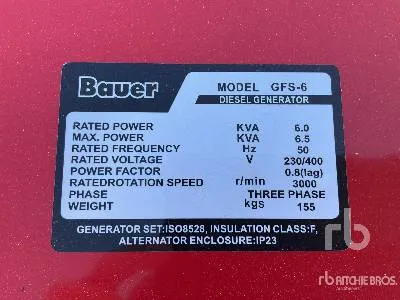 Bauer
MODEL GFS-6
DIESEL GENERATOR
RATED POWER KVA 6.0
MAX. POWER KVA 6.5
RATED FREQUENCY Hz 50
RATED VOLTAGE V 230/400
POWER FACTOR 0.8(lag)
RATEDROTATION SPEED r/min 3000
PHASE THREE PHASE
WEIGHT kgs 155
GENERATOR SET:ISO8528, INSULATION CLASS:F,
ALTERNATOR ENCLOSURE:IP23
rb
rb RITCHIE BROS.